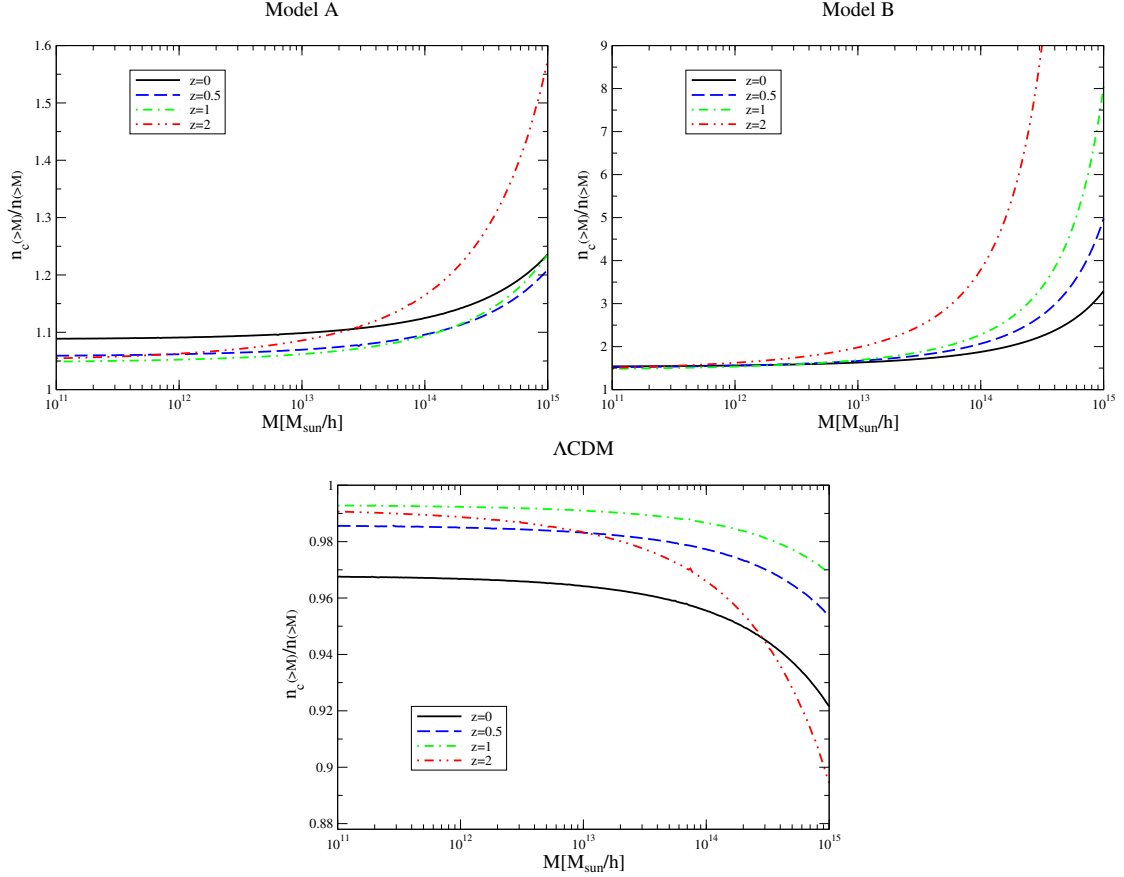 Model A
1.6
1.5
1.4
1.3
1.2
1.1
1
n_c(>M)/n(>M)
z=0
z=0.5
z=1
z=2
10^11
10^12
10^13
10^14
10^15
M[M_sun/h]
Model B
9
8
7
6
5
4
3
2
1
n_c(>M)/n(>M)
z=0
z=0.5
z=1
z=2
10^11
10^12
10^13
10^14
10^15
M[M_sun/h]
ΛCDM
1
0.98
0.96
0.94
0.92
0.9
0.88
n_c(>M)/n(>M)
z=0
z=0.5
z=1
z=2
10^11
10^12
10^13
10^14
10^15
M[M_sun/h]